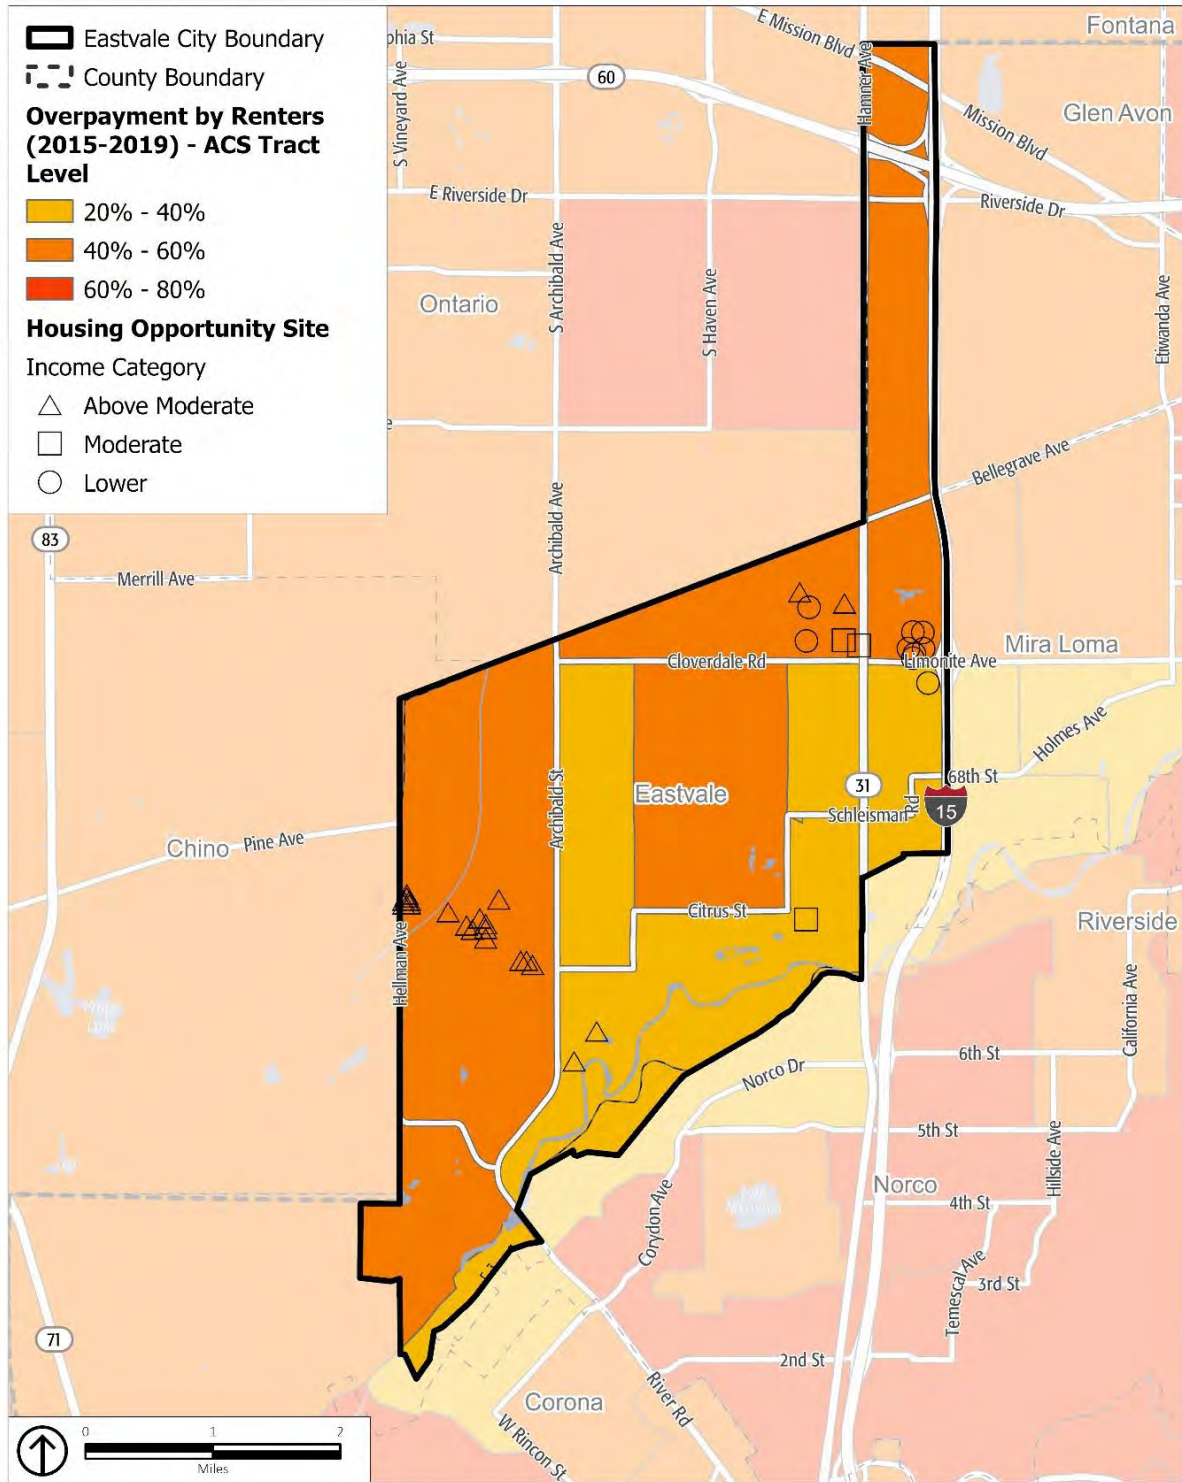 Eastvale City Boundary
County Boundary
Overpayment by Renters
(2015-2019) - ACS Tract
Level
20% - 40%
40% - 60%
60% - 80%
Housing Opportunity Site
Income Category
Above Moderate
Moderate
Lower
phia St
E Mission Blvd
Fontana
60
Hamner Ave
Glen Avon
S Vineyard Ave
Mission Blvd
E Riverside Dr
Riverside Dr
S Archibald Ave
S Haven Ave
Etiwanda Ave
Ontario
e
Bellegrave Ave
83
Archibald Ave
Merrill Ave
Mira Loma
Cloverdale Rd
Limonite Ave
Holmes Ave
68th St
31
Eastvale
Schleisman Rd
15
Archibald St
Chino
Pine Ave
Citrus St
Riverside
Hellman Ave
California Ave
6th St
Norco Dr
5th St
Hillside Ave
Norco
4th St
Corydon Ave
Temescal Ave
3rd St
71
2nd St
River Rd
Corona
W Rincon St
0
1
2
Miles